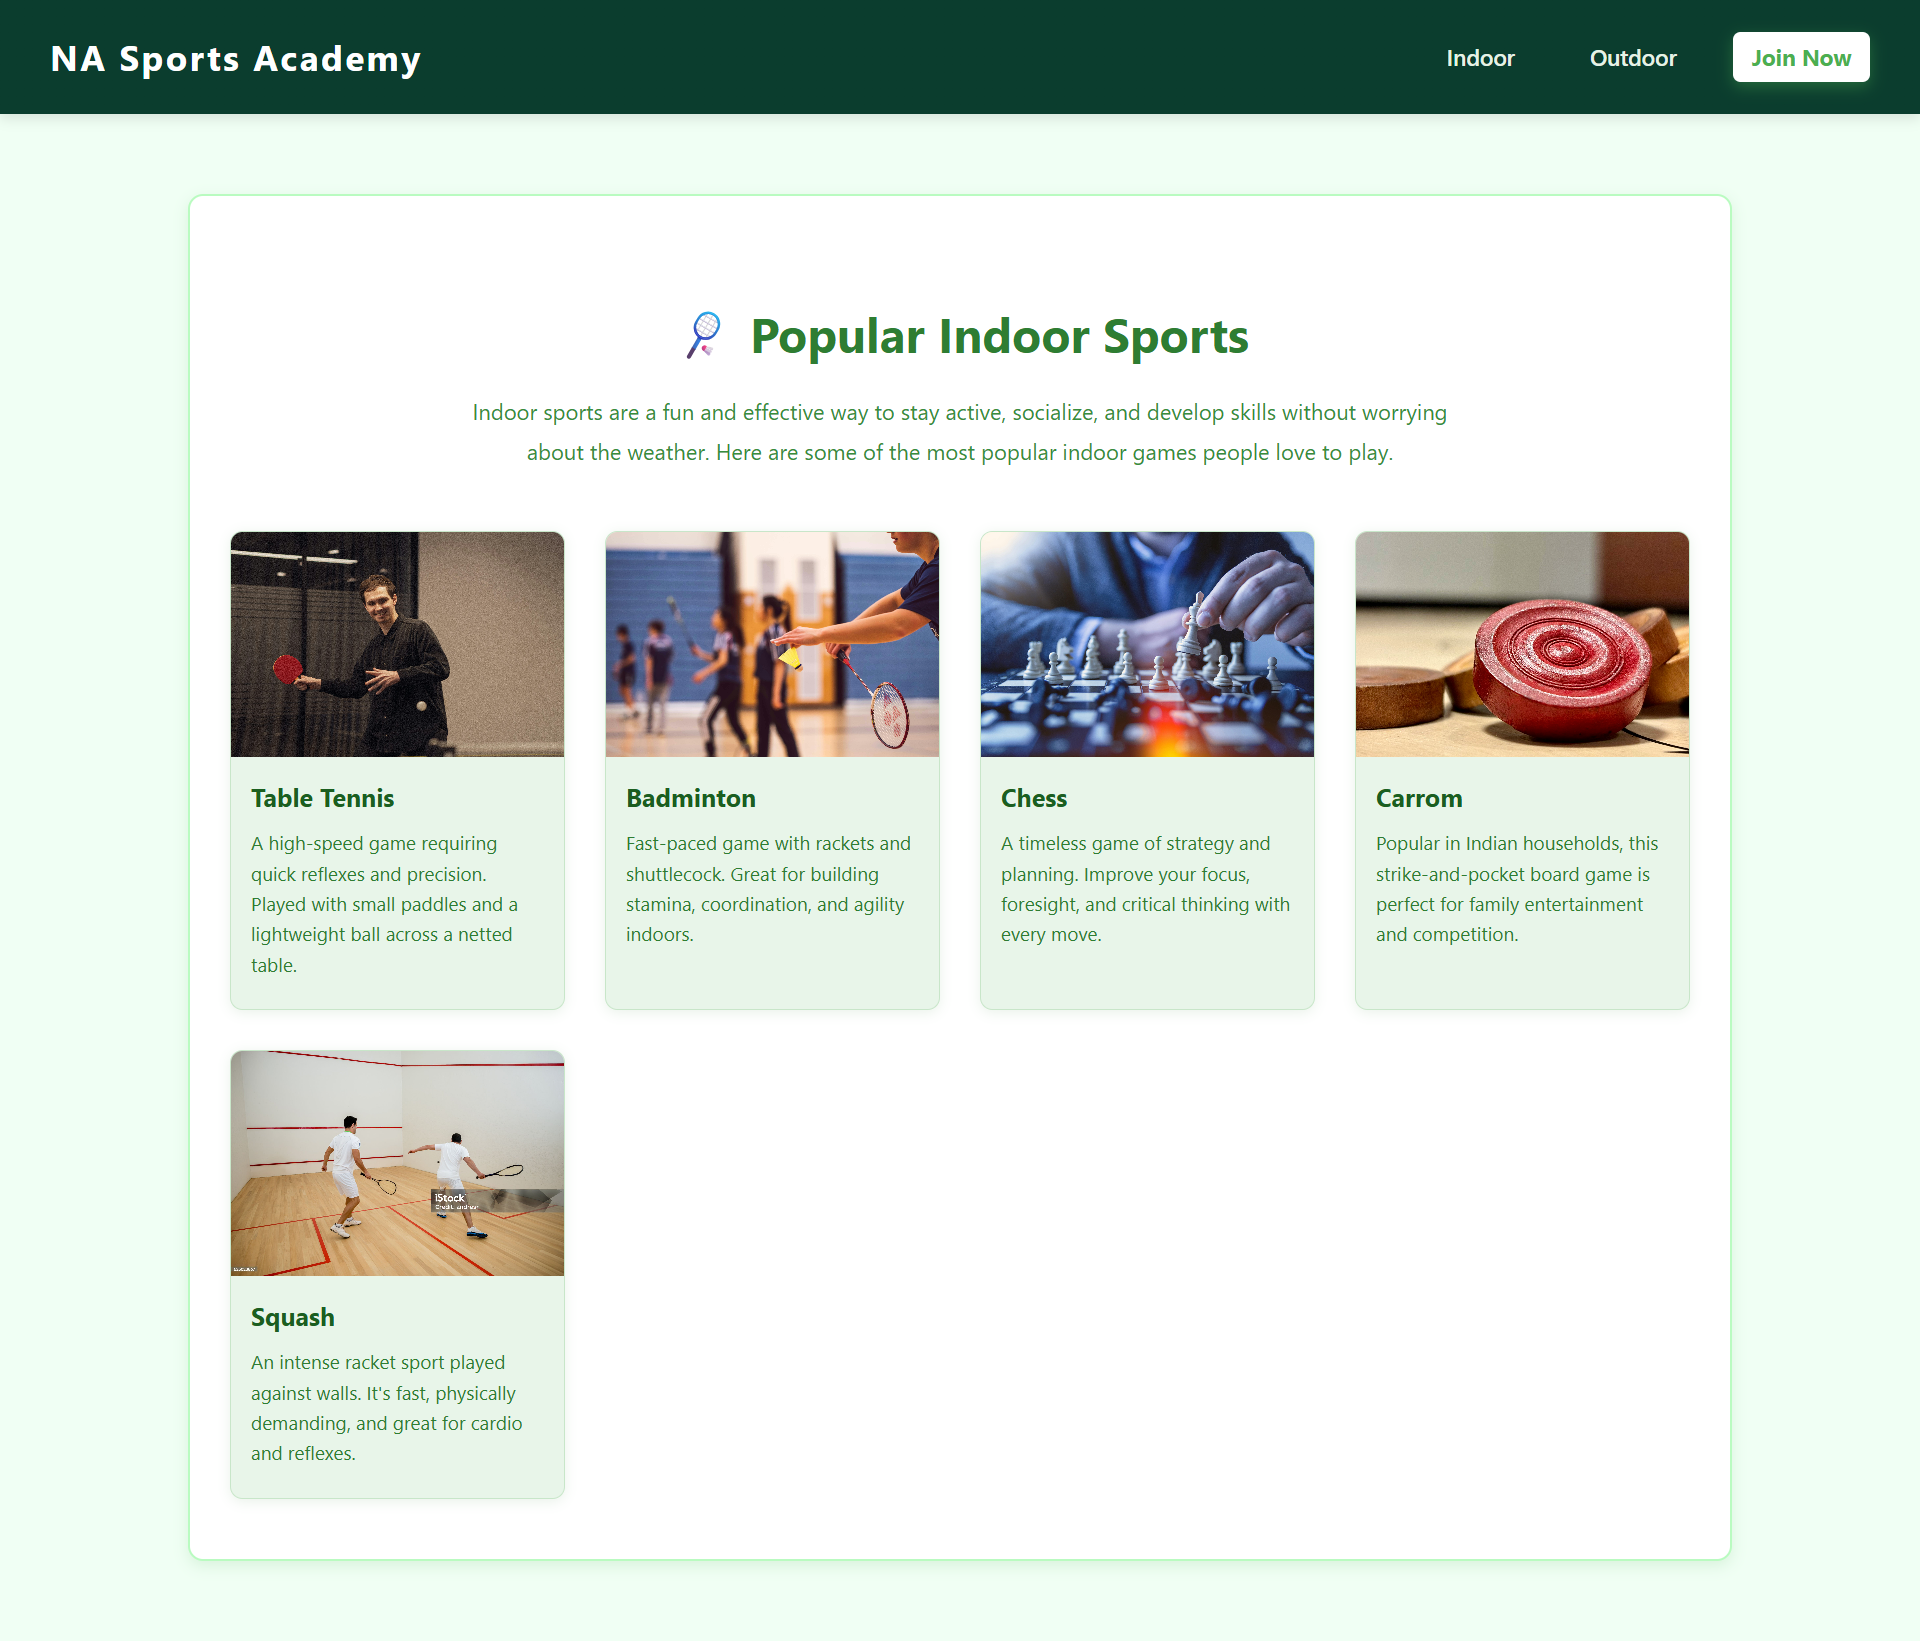 NA Sports Academy
Indoor
Outdoor
Join Now
Popular Indoor Sports
Indoor sports are a fun and effective way to stay active, socialize, and develop skills without worrying
about the weather. Here are some of the most popular indoor games people love to play.
Table Tennis
A high-speed game requiring
quick reflexes and precision.
Played with small paddles and a
lightweight ball across a netted
table.
Badminton
Fast-paced game with rackets and
shuttlecock. Great for building
stamina, coordination, and agility
indoors.
Chess
A timeless game of strategy and
planning. Improve your focus,
foresight, and critical thinking with
every move.
Carrom
Popular in Indian households, this
strike-and-pocket board game is
perfect for family entertainment
and competition.
iStock
Credit:
Squash
An intense racket sport played
against walls. It's fast, physically
demanding, and great for cardio
and reflexes.